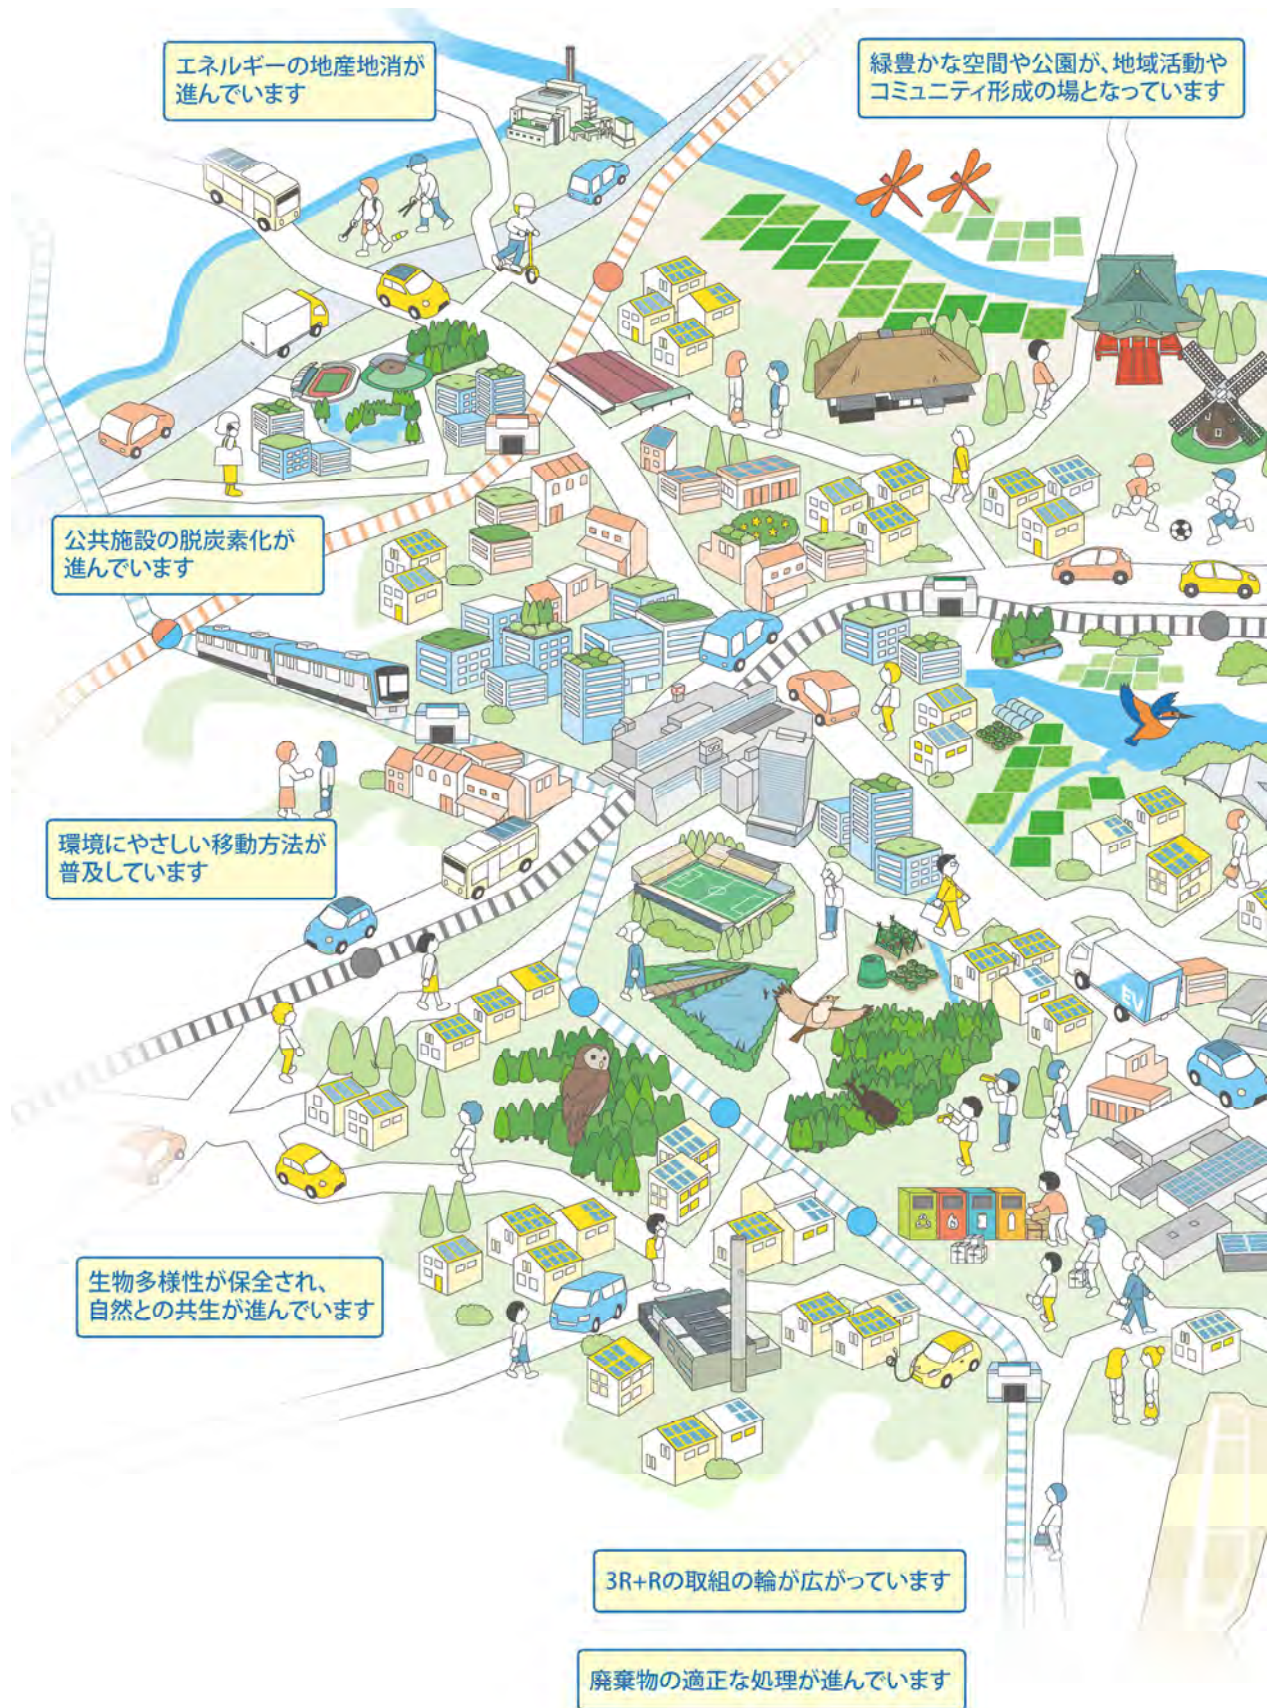 エネルギーの地産地消が
進んでいます
緑豊かな空間や公園が、地域活動や
コミュニティ形成の場となっています
公共施設の脱炭素化が
進んでいます
環境にやさしい移動方法が
普及しています
EV
生物多様性が保全され、
自然との共生が進んでいます
3R+Rの取組の輪が広がっています
廃棄物の適正な処理が進んでいます